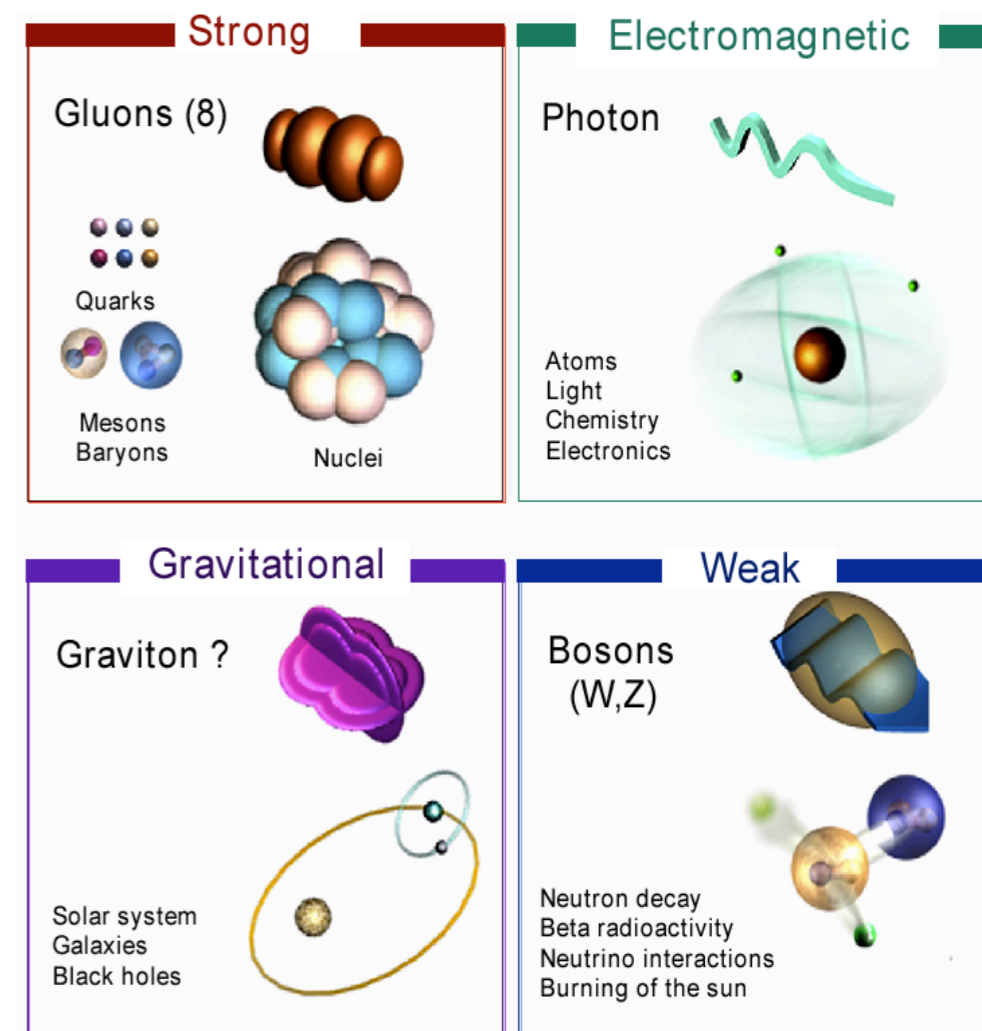 Strong
Gluons (8)
Quarks
Mesons
Baryons
Nuclei
Electromagnetic
Photon
Atoms
Light
Chemistry
Electronics
Gravitational
Graviton ?
Solar system
Galaxies
Black holes
Weak
Bosons
(W,Z)
Neutron decay
Beta radioactivity
Neutrino interactions
Burning of the sun